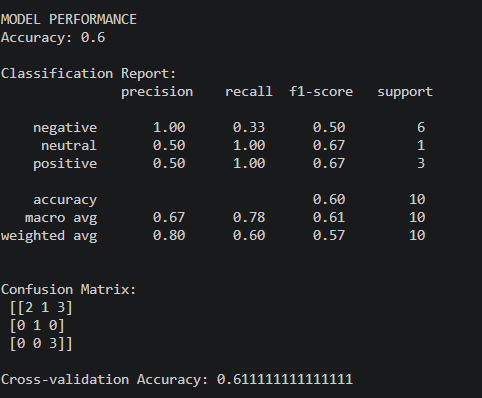 MODEL PERFORMANCE
Accuracy: 0.6
Classification Report:
precision recall f1-score support
negative 1.00 0.33 0.50 6
neutral 0.50 1.00 0.67 1
positive 0.50 1.00 0.67 3
accuracy 0.60 10
macro avg 0.67 0.78 0.61 10
weighted avg 0.80 0.60 0.57 10
Confusion Matrix:
[[2 1 3]
[0 1 0]
[0 0 3]]
Cross-validation Accuracy: 0.611111111111111